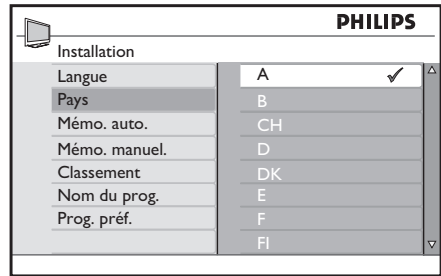 PHILIPS
Installation
Langue
Pays
Mémo. auto.
Mémo. manuel.
Classement
Nom du prog.
Prog. préf.
A ✓
B
CH
D
DK
E
F
FI